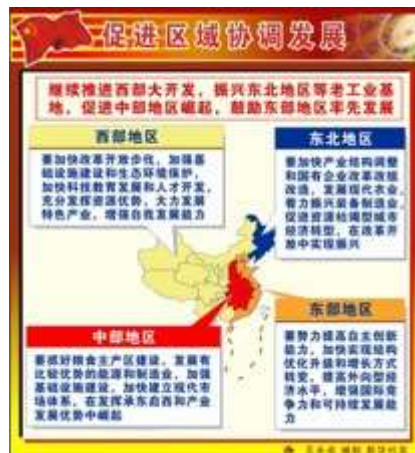 促进区域协调发展
继续推进西部大开发，振兴东北地区等老工业基
地，促进中部地区崛起，鼓励东部地区率先发展
西部地区
要加快改革开放步伐，加强基
础设施建设和生态环境保护，
加快科技教育发展和人才开发，
充分发挥资源优势，大力发展
特色产业，增强自我发展能力
东北地区
要加快产业结构调整
和国有企业改革改组
改造，发展现代农业，
着力振兴装备制造业，
促进资源枯竭型城市
经济转型，在改革开
放中实现振兴
中部地区
要抓好粮食主产区建设，发展有
比较优势的能源和制造业，加强
基础设施建设，加快建立现代市
场体系，在发挥承东启西和产业
发展优势中崛起
东部地区
要努力提高自主创新
能力，加快实现结构
优化升级和增长方式
转变，提高外向型经
济水平，增强国际竞
争力和可持续发展能
力